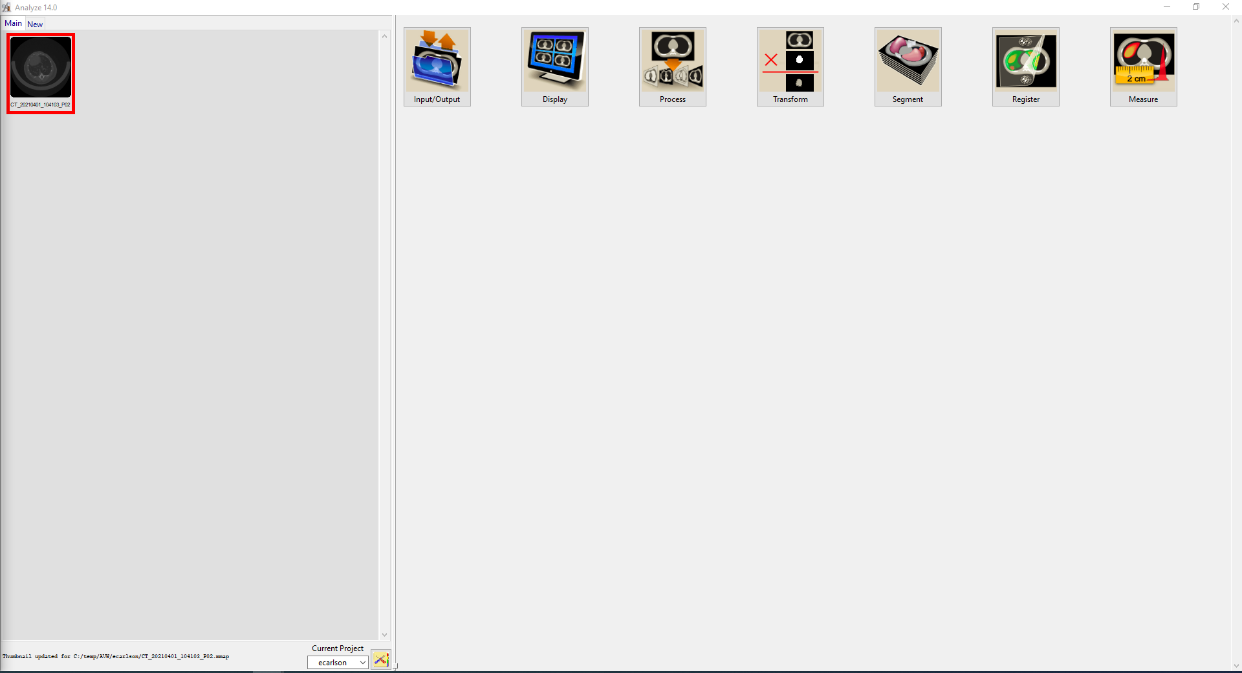 Analyze 14.0
Main New
CT_20210401_104103_P02
Input/Output
Display
Process
Transform
Segment
Register
2 cm
Measure
Current Project
Thumbnail updated for C:/temp/AVW/ecarlson/CT_20210401_104103_P02.mmap
ecarlson